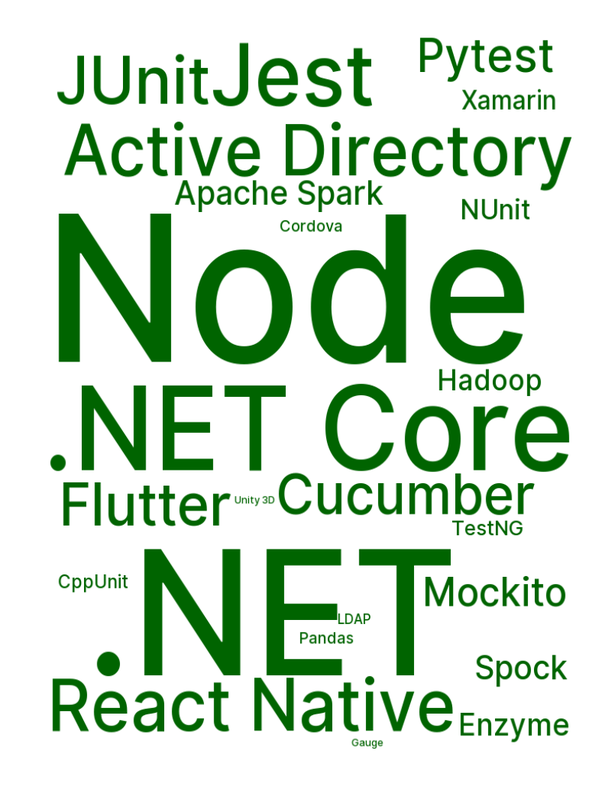 JUnit Jest Pytest
Xamarin
Active Directory
Apache Spark
NUnit
Cordova
Node
Hadoop
.NET Core
Flutter Unity 3D Cucumber
TestNG
CppUnit
.NET
Mockito
LDAP
Pandas
Spock
React Native
Enzyme
Gauge